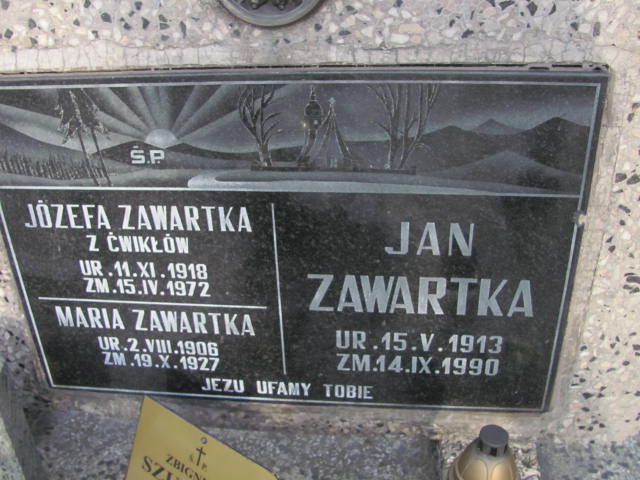 Ś.P.
JÓZEFA ZAWARTKA
Z ĆWIKŁÓW
UR. 11. XI. 1918
ZM. 15. IV. 1972
MARIA ZAWARTKA
UR. 2. VIII. 1906
ZM. 19. X. 1927
JAN
ZAWARTKA
UR. 15. V. 1913
ZM. 14. IX. 1990
JEZU UFAMY TOBIE
Ś. P.